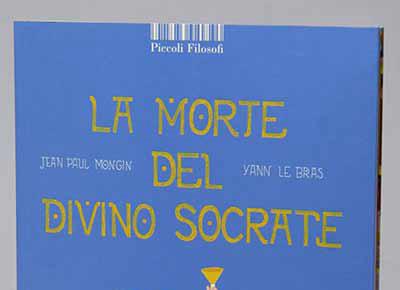 Piccoli Filosofi
LA MORTE
JEAN PAUL MONGIN DEL YANN LE BRAS
DIVINO SOCRATE